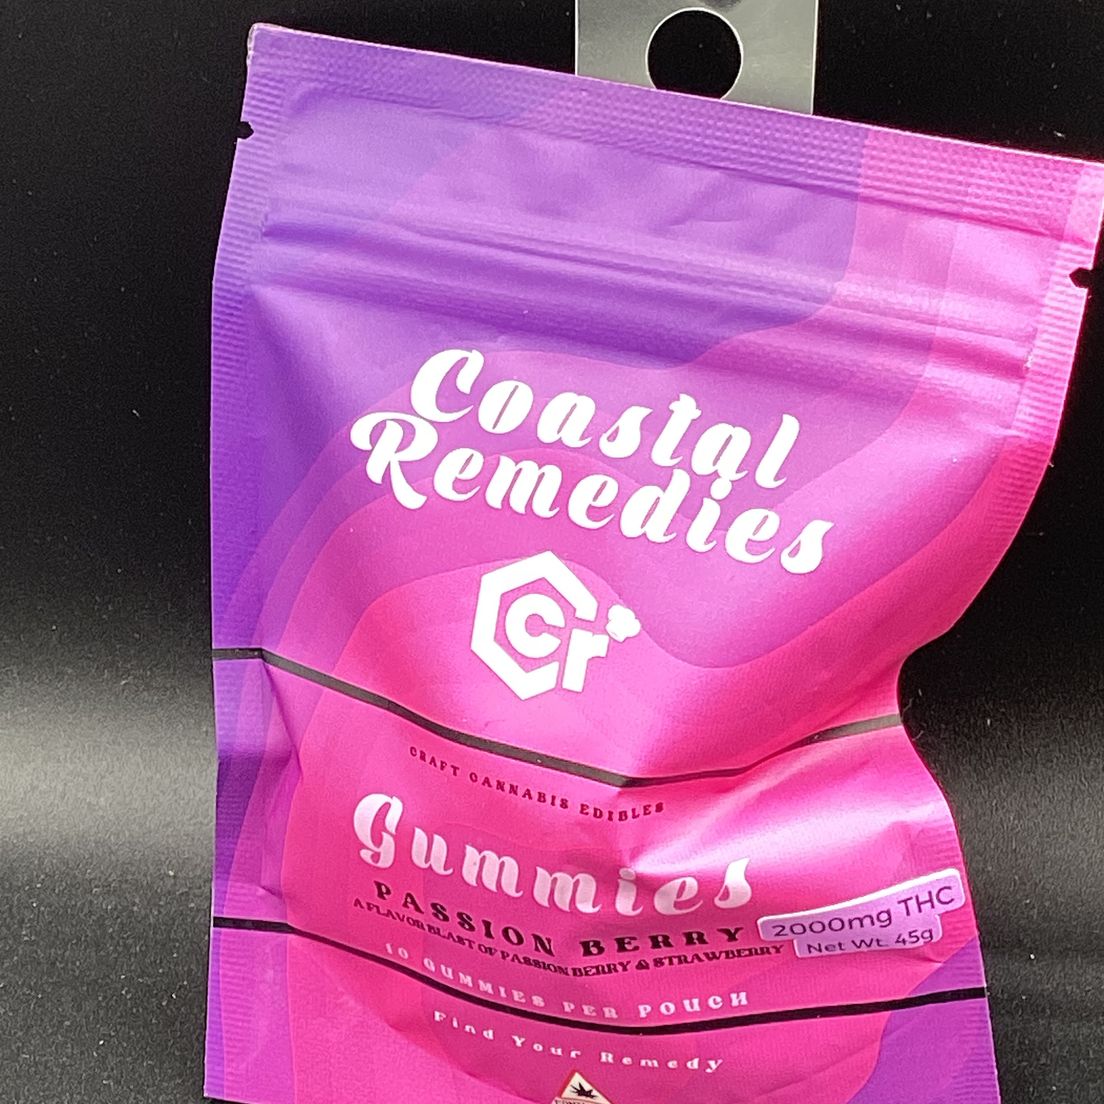 Coastal
Remedies
Cr
CRAFT CANNABIS EDIBLES
Gummies
PASSION BERRY
A FLAVOR BLAST OF PASSION BERRY & STRAWBERRY
2000mg THC
Net Wt. 45g
10 GUMMIES PER POUCH
Find Your Remedy